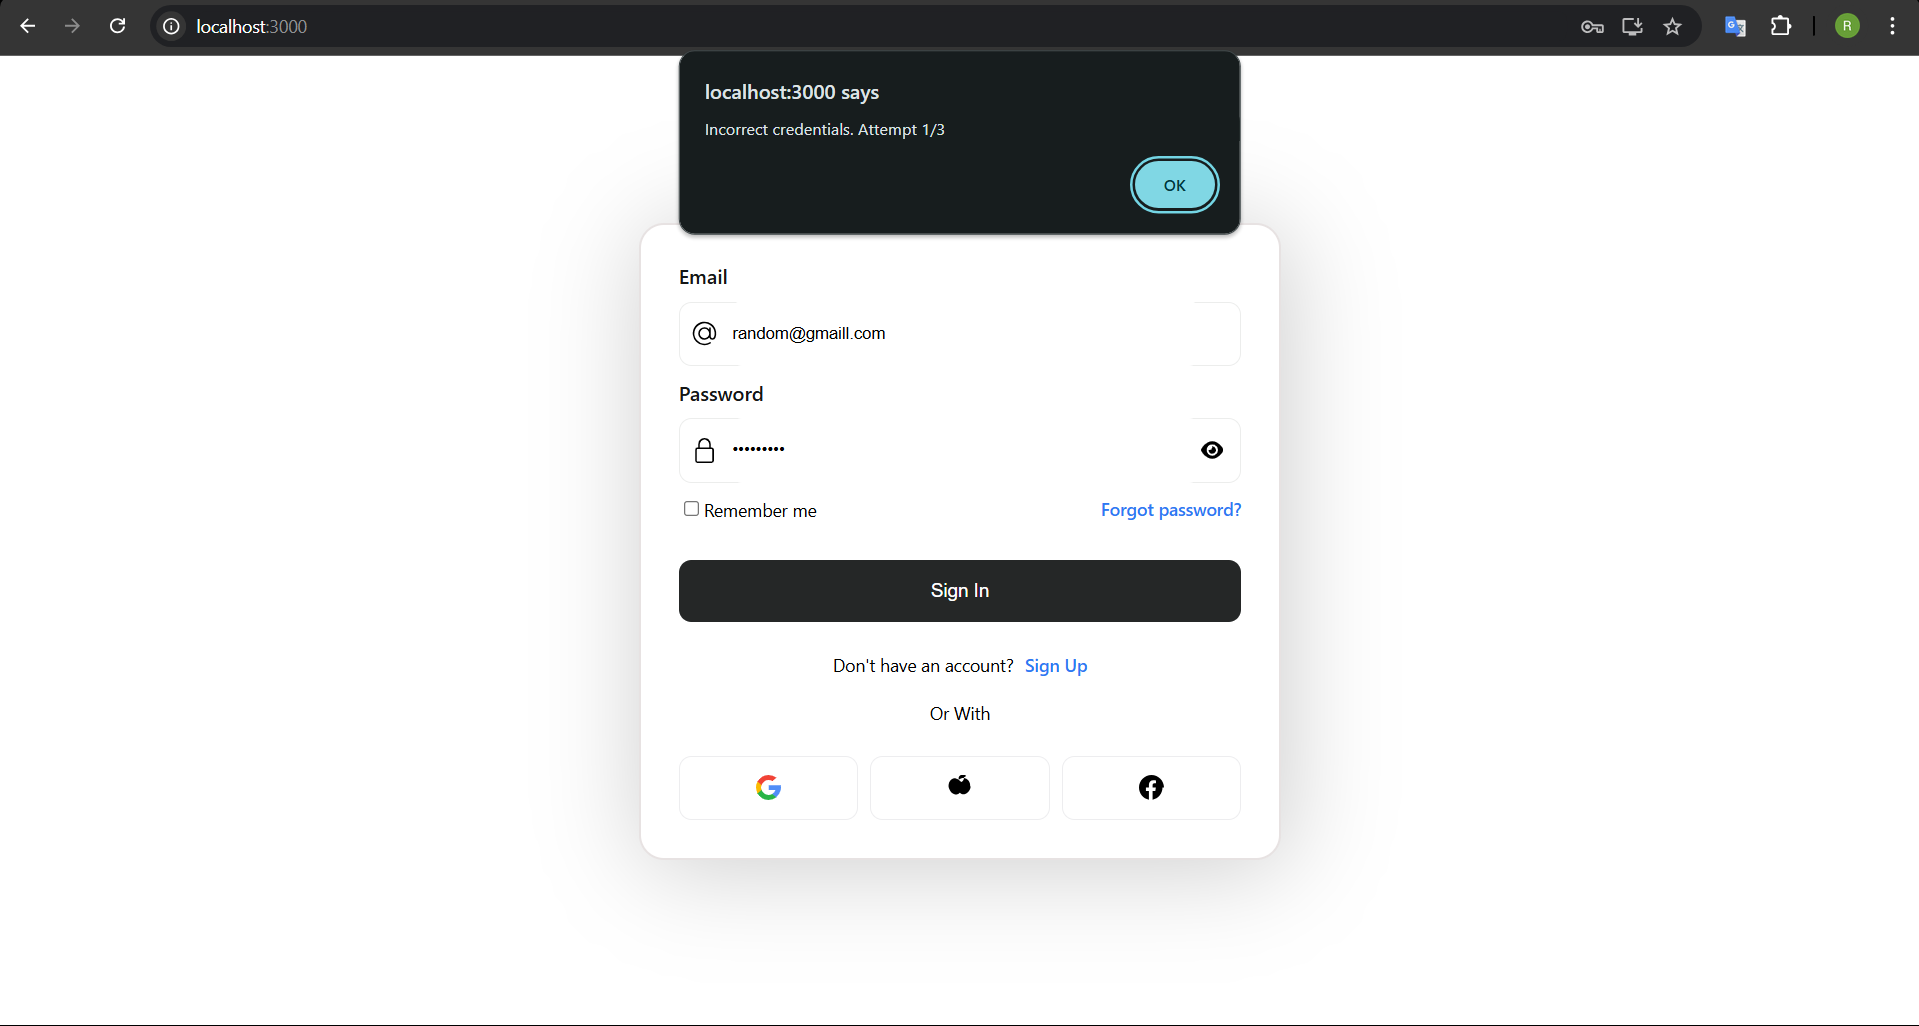 localhost:3000
R
localhost:3000 says
Incorrect credentials. Attempt 1/3
OK
Email
random@gmaill.com
Password
•••••••••
Remember me
Forgot password?
Sign In
Don't have an account? Sign Up
Or With